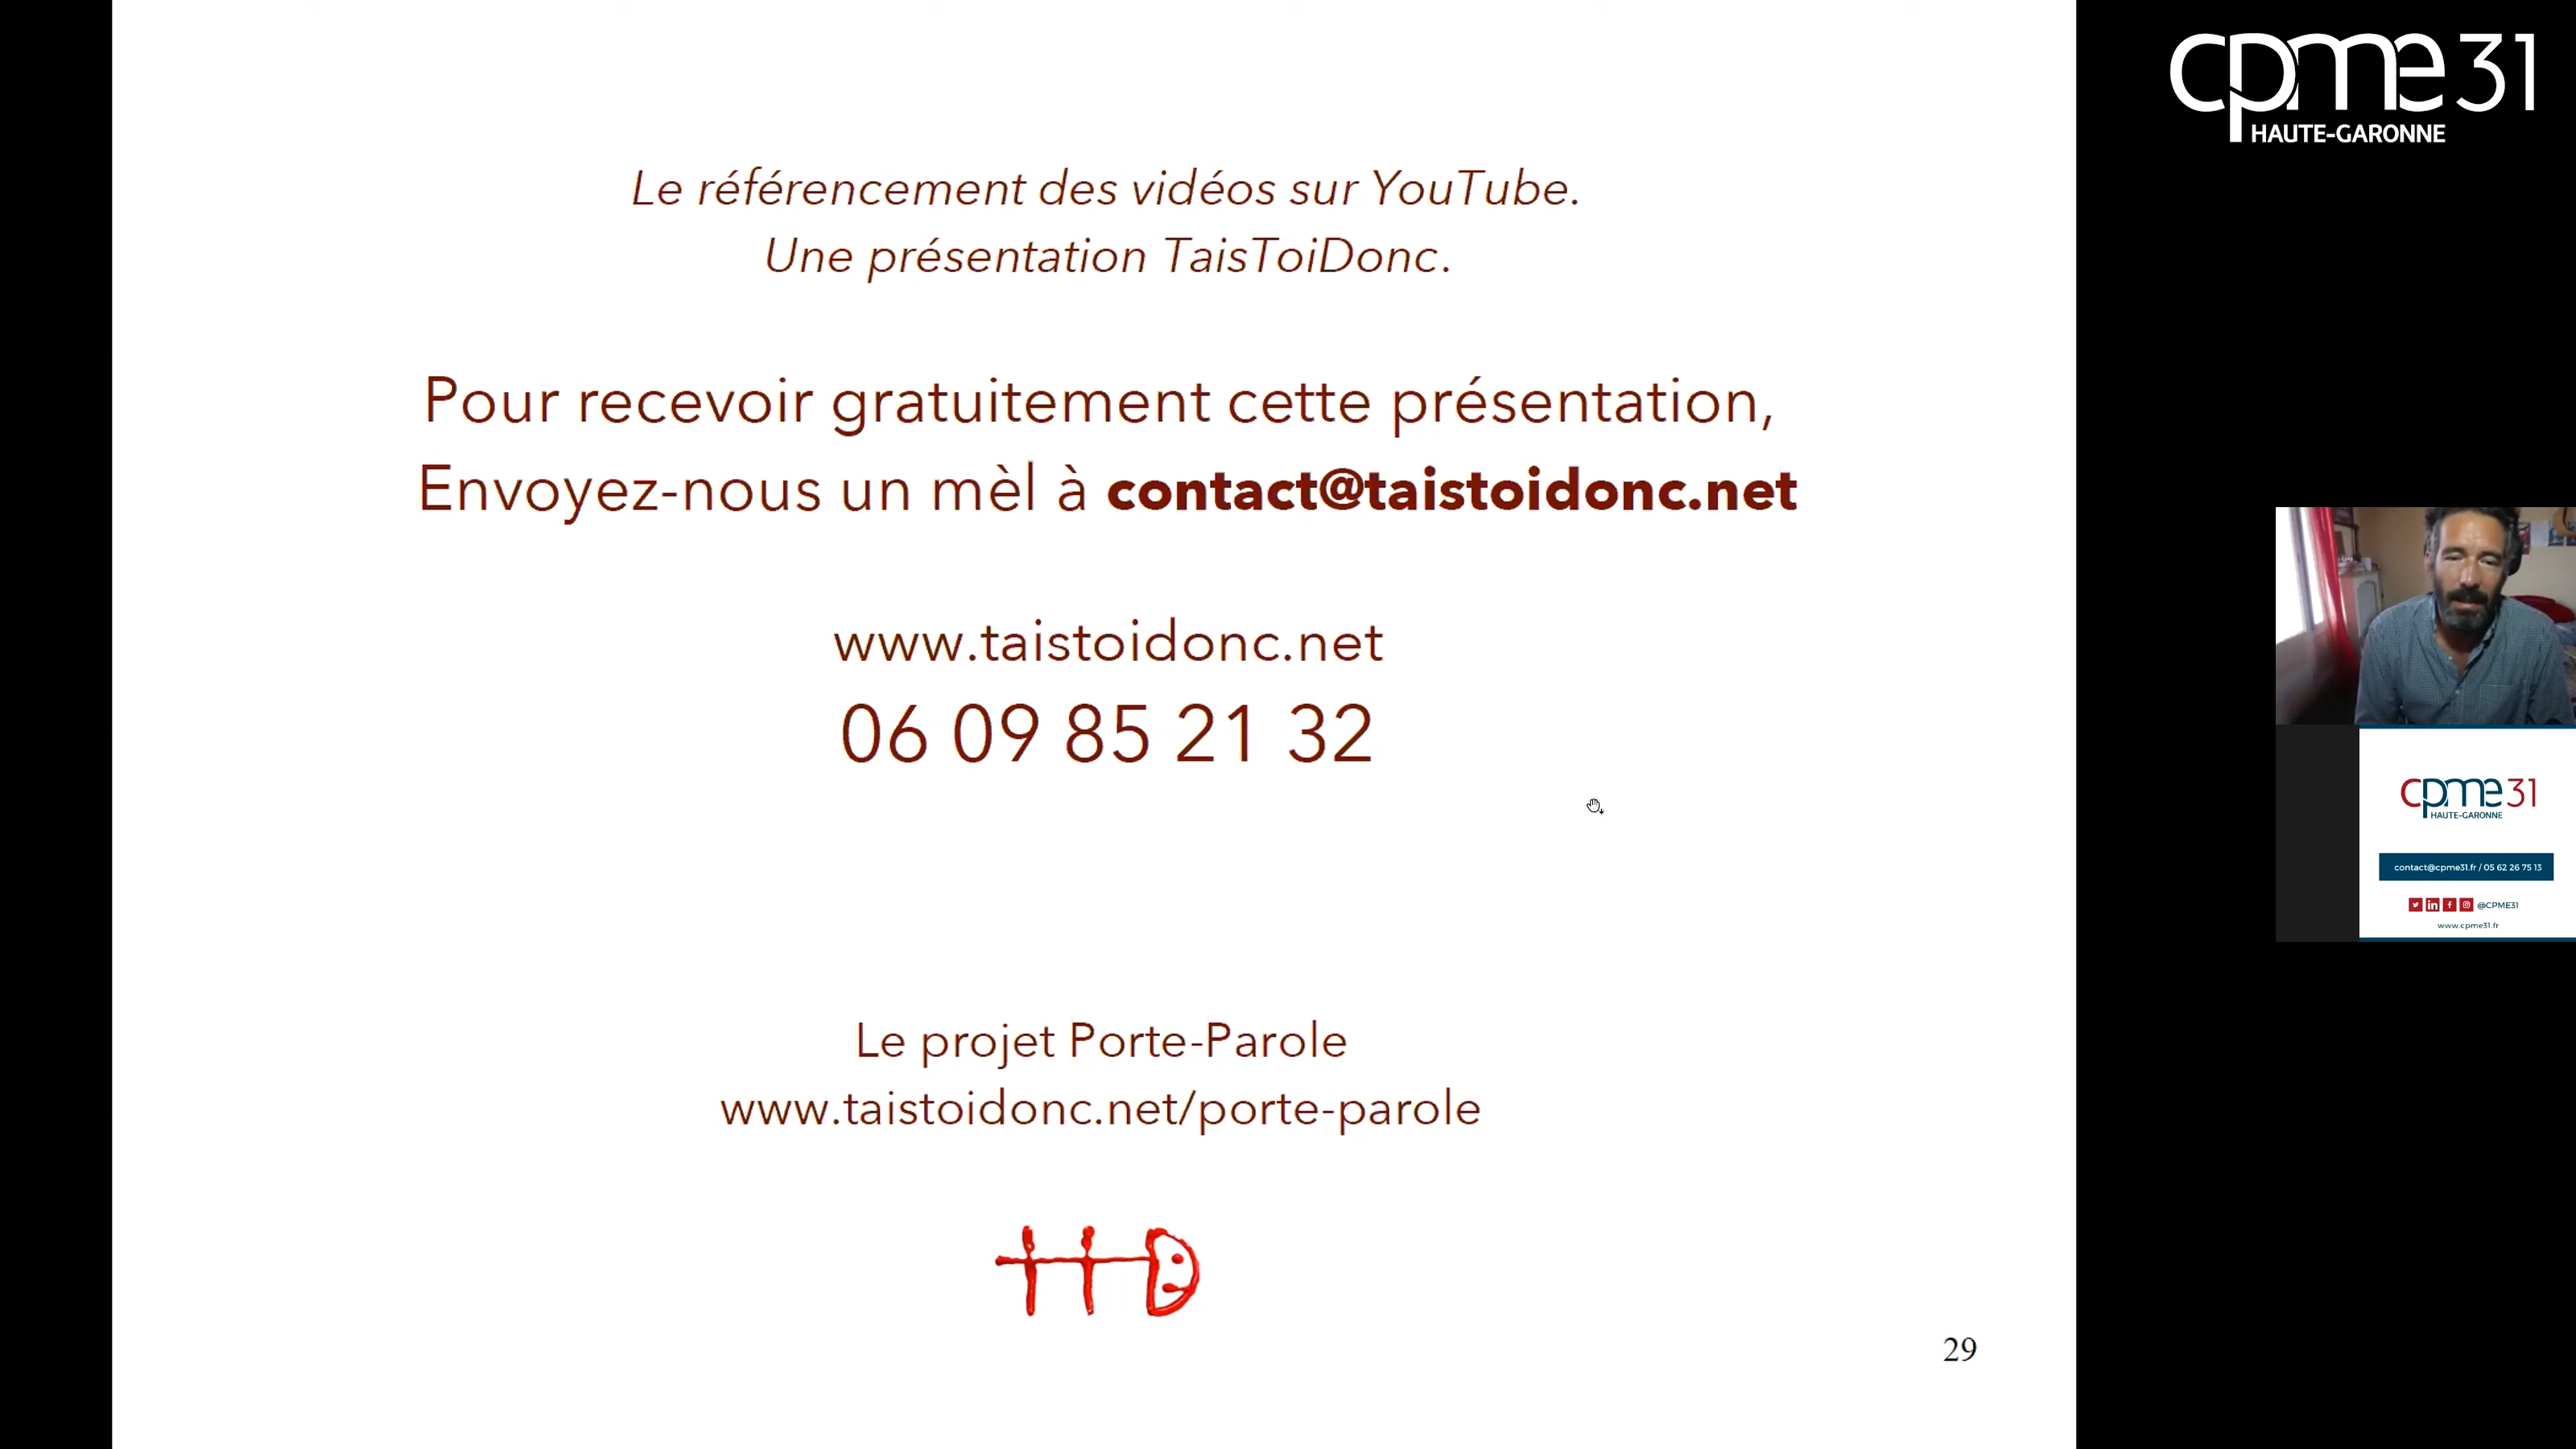 Le référencement des vidéos sur YouTube.
Une présentation TaisToiDonc.
Pour recevoir gratuitement cette présentation,
Envoyez-nous un mèl à contact@taistoidonc.net
www.taistoidonc.net
06 09 85 21 32
Le projet Porte-Parole
www.taistoidonc.net/porte-parole
TTD
29
cpme31
HAUTE-GARONNE
cpme31
HAUTE-GARONNE
contact@cpme31.fr / 05 62 26 75 13
@CPME31
www.cpme31.fr